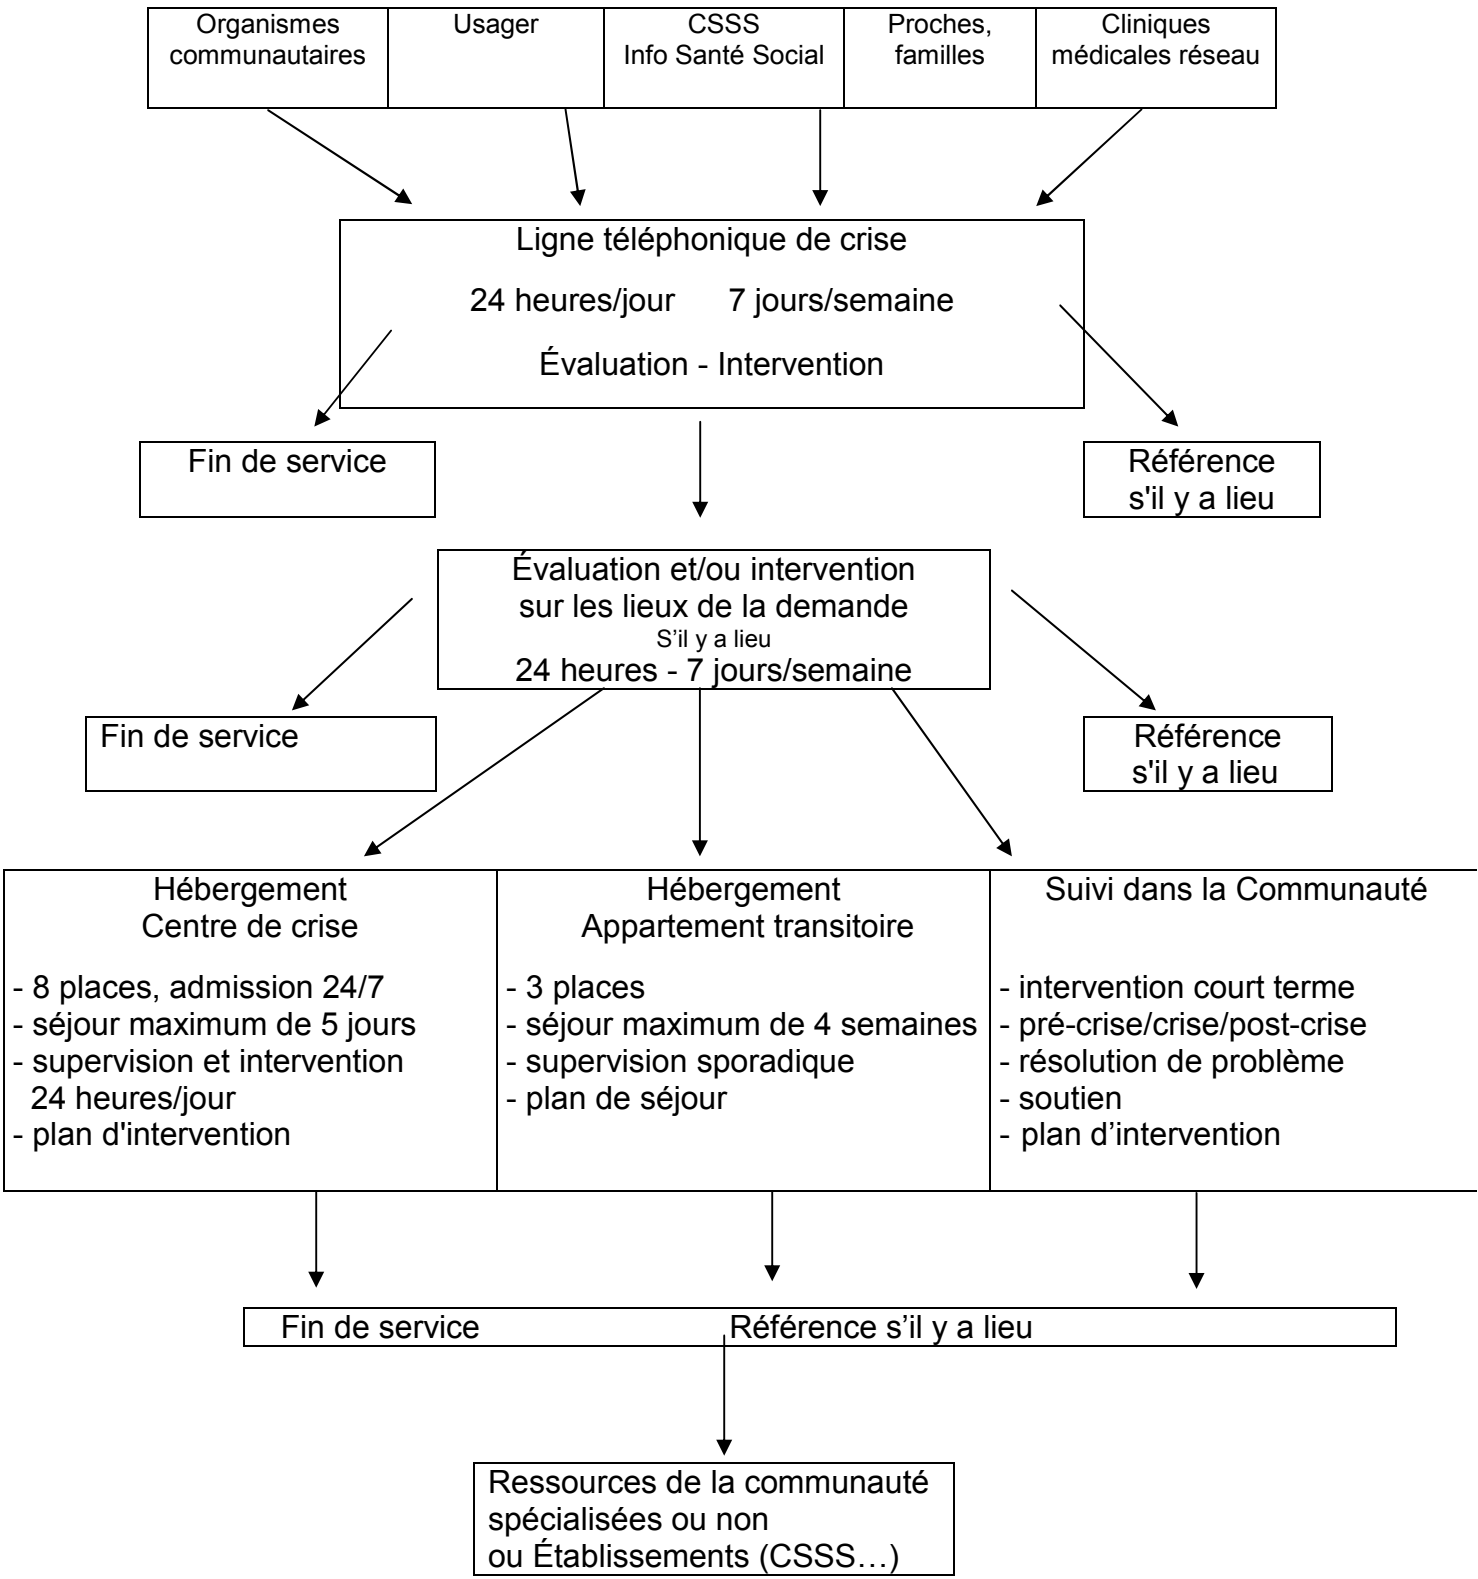 Organismes
communautaires
Usager
CSSS
Info Santé Social
Proches,
familles
Cliniques
médicales réseau
Ligne téléphonique de crise
24 heures/jour 7 jours/semaine
Évaluation - Intervention
Fin de service
Référence
s'il y a lieu
Évaluation et/ou intervention
sur les lieux de la demande
S’il y a lieu
24 heures - 7 jours/semaine
Fin de service
Référence
s'il y a lieu
Hébergement
Centre de crise
- 8 places, admission 24/7
- séjour maximum de 5 jours
- supervision et intervention
24 heures/jour
- plan d'intervention
Hébergement
Appartement transitoire
- 3 places
- séjour maximum de 4 semaines
- supervision sporadique
- plan de séjour
Suivi dans la Communauté
- intervention court terme
- pré-crise/crise/post-crise
- résolution de problème
- soutien
- plan d’intervention
Fin de service Référence s’il y a lieu
Ressources de la communauté
spécialisées ou non
ou Établissements (CSSS…)